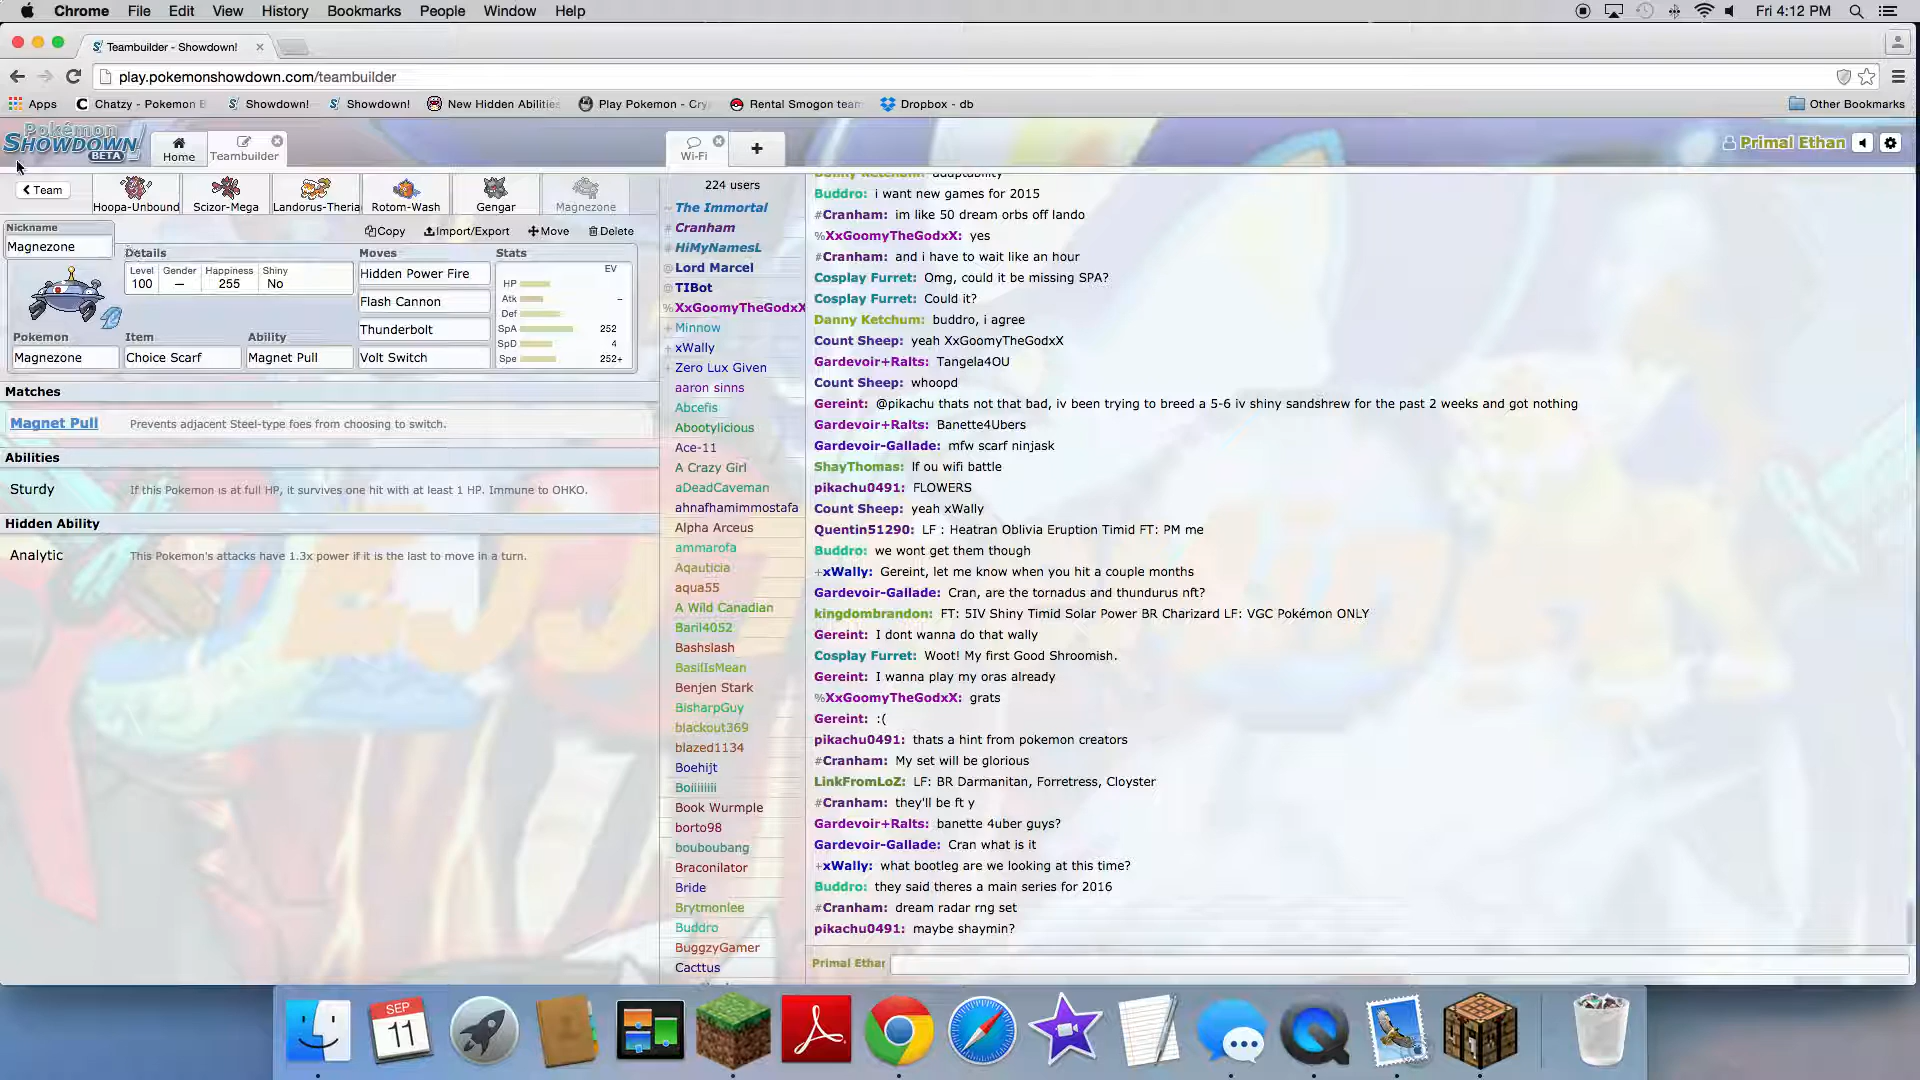 Chrome File Edit View History Bookmarks People Window Help Fri 4:12 PM
Teambuilder - Showdown!
play.pokemonshowdown.com/teambuilder
Apps Chatzy - Pokemon Showdown! Showdown! New Hidden Abilities Play Pokemon - Cry Rental Smogon team Dropbox - db Other Bookmarks
Pokémon
SHOWDOWN
BETA
Home Teambuilder Wi-Fi + Primal Ethan
Team
Hoopa-Unbound Scizor-Mega Landorus-Theria Rotom-Wash Gengar Magnezone
Nickname
Magnezone
Copy Import/Export Move Delete
Details Moves Stats
Level Gender Happiness Shiny
100 — 255 No
Hidden Power Fire
Flash Cannon
Thunderbolt
Volt Switch
EV
HP
Atk –
Def
SpA 252
SpD 4
Spe 252+
Pokemon Item Ability
Magnezone Choice Scarf Magnet Pull
Matches
Magnet Pull Prevents adjacent Steel-type foes from choosing to switch.
Abilities
Sturdy If this Pokemon is at full HP, it survives one hit with at least 1 HP. Immune to OHKO.
Hidden Ability
Analytic This Pokemon's attacks have 1.3x power if it is the last to move in a turn.
224 users
~ The Immortal
# Cranham
# HiMyNamesL
@ Lord Marcel
@ TIBot
% XxGoomyTheGodxX
+ Minnow
+ xWally
+ Zero Lux Given
aaron sinns
Abcefis
Abootylicious
Ace-11
A Crazy Girl
aDeadCaveman
ahnafhamimmostafa
Alpha Arceus
ammarofa
Aqauticia
aqua55
A Wild Canadian
Baril4052
Bashslash
BasilIsMean
Benjen Stark
BisharpGuy
blackout369
blazed1134
Boehijt
Boiiiiiii
Book Wurmple
borto98
bouboubang
Braconilator
Bride
Brytmonlee
Buddro
BuggzyGamer
Cacttus
Danny Ketchum: adaptability
Buddro: i want new games for 2015
#Cranham: im like 50 dream orbs off lando
%XxGoomyTheGodxX: yes
#Cranham: and i have to wait like an hour
Cosplay Furret: Omg, could it be missing SPA?
Cosplay Furret: Could it?
Danny Ketchum: buddro, i agree
Count Sheep: yeah XxGoomyTheGodxX
Gardevoir+Ralts: Tangela4OU
Count Sheep: whoopd
Gereint: @pikachu thats not that bad, iv been trying to breed a 5-6 iv shiny sandshrew for the past 2 weeks and got nothing
Gardevoir+Ralts: Banette4Ubers
Gardevoir-Gallade: mfw scarf ninjask
ShayThomas: lf ou wifi battle
pikachu0491: FLOWERS
Count Sheep: yeah xWally
Quentin51290: LF : Heatran Oblivia Eruption Timid FT: PM me
Buddro: we wont get them though
+xWally: Gereint, let me know when you hit a couple months
Gardevoir-Gallade: Cran, are the tornadus and thundurus nft?
kingdombrandon: FT: 5IV Shiny Timid Solar Power BR Charizard LF: VGC Pokémon ONLY
Gereint: I dont wanna do that wally
Cosplay Furret: Woot! My first Good Shroomish.
Gereint: I wanna play my oras already
%XxGoomyTheGodxX: grats
Gereint: :(
pikachu0491: thats a hint from pokemon creators
#Cranham: My set will be glorious
LinkFromLoZ: LF: BR Darmanitan, Forretress, Cloyster
#Cranham: they'll be ft y
Gardevoir+Ralts: banette 4uber guys?
Gardevoir-Gallade: Cran what is it
+xWally: what bootleg are we looking at this time?
Buddro: they said theres a main series for 2016
#Cranham: dream radar rng set
pikachu0491: maybe shaymin?
Primal Ethan
SEP
11